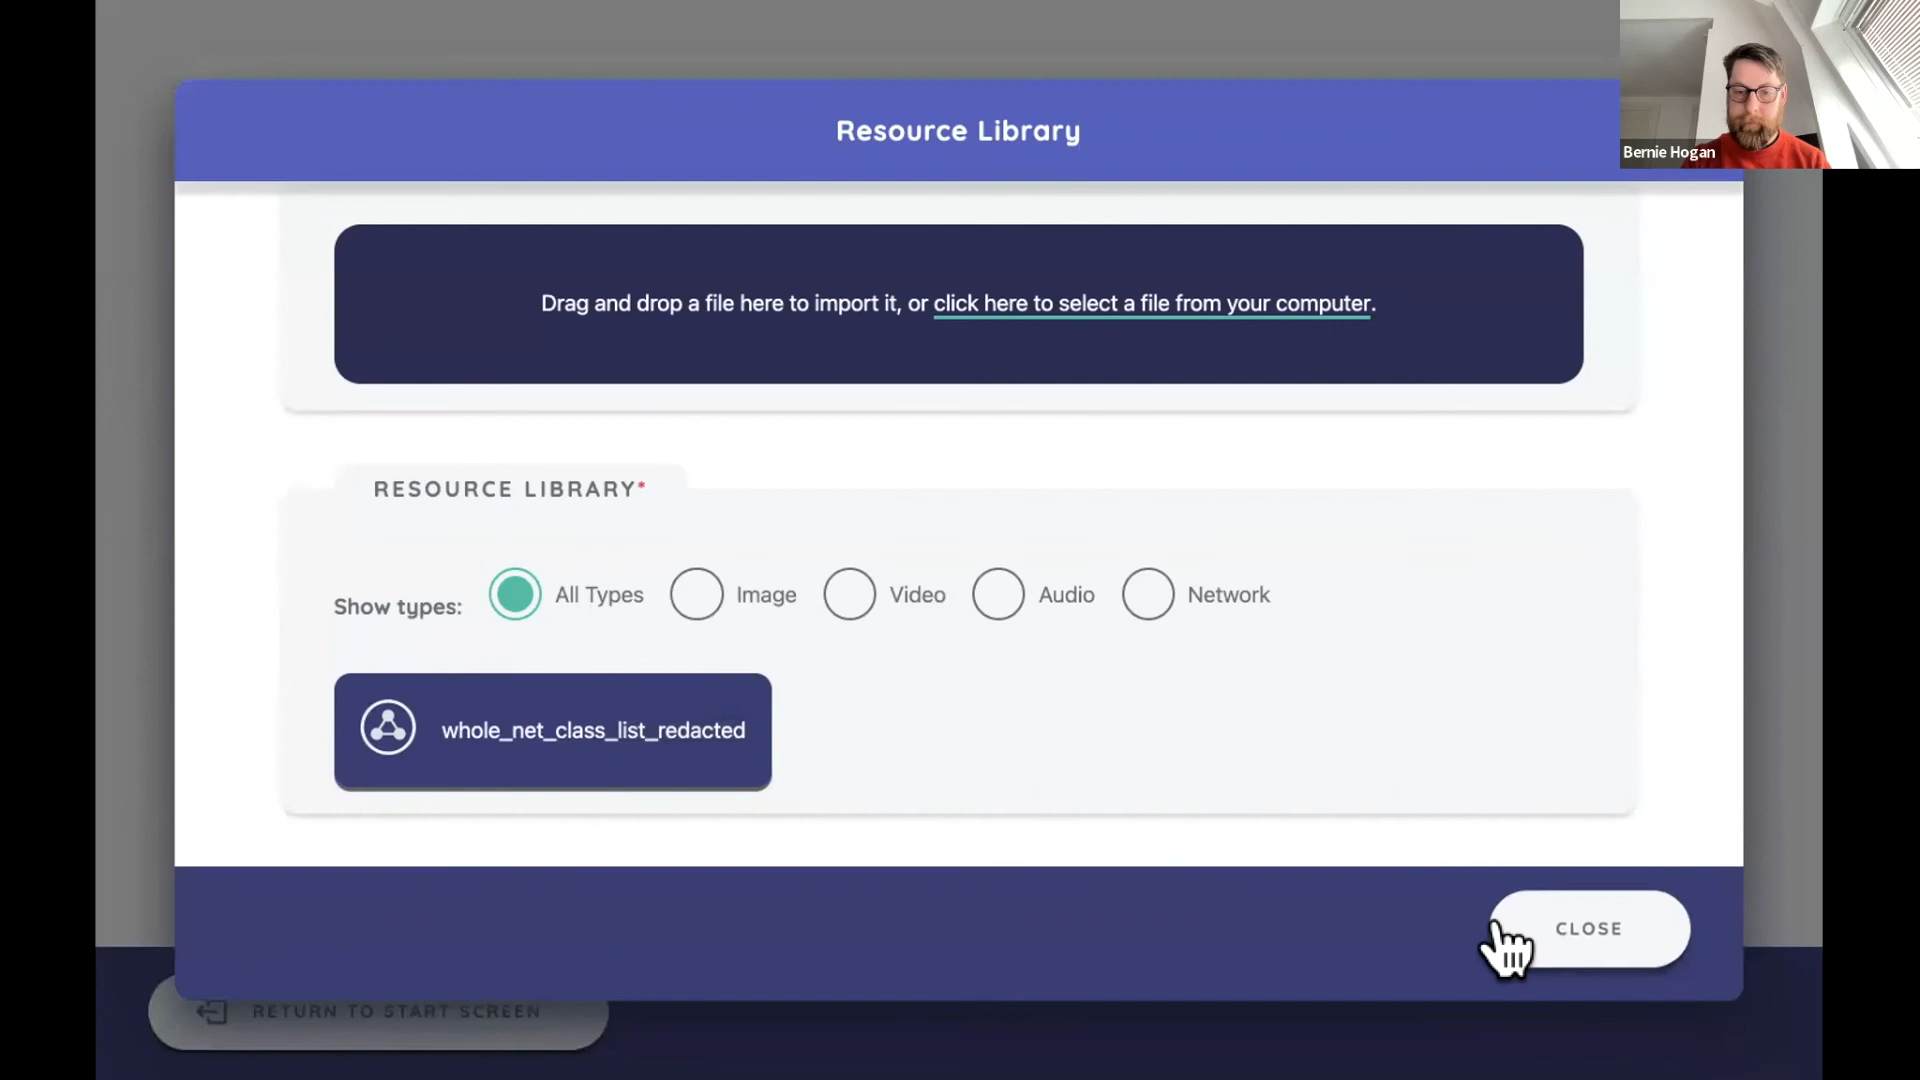 Resource Library
Bernie Hogan
Drag and drop a file here to import it, or click here to select a file from your computer.
RESOURCE LIBRARY*
Show types:
All Types
Image
Video
Audio
Network
whole_net_class_list_redacted
CLOSE
RETURN TO START SCREEN